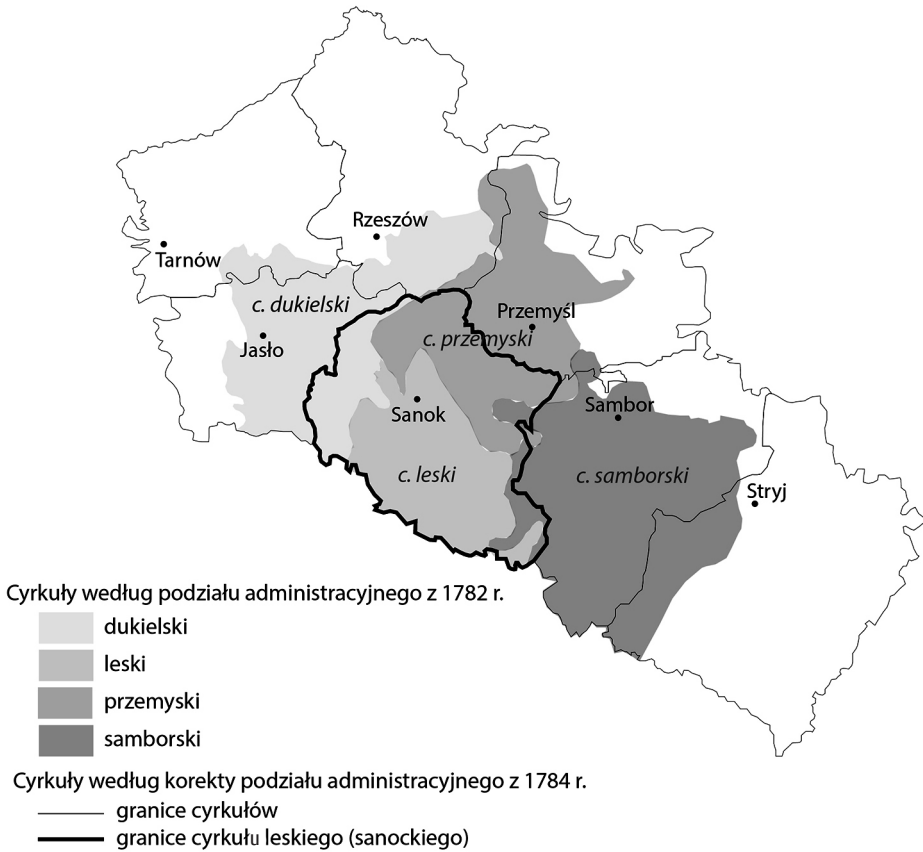 Rzeszów
Tarnów
c. dukielski
Przemyśl
c. przemyski
Jasło
Sanok
Sambor
c. leski
c. samborski
Stryj
Cyrkuły według podziału administracyjnego z 1782 r.
dukielski
leski
przemyski
samborski
Cyrkuły według korekty podziału administracyjnego z 1784 r.
granice cyrkułów
granice cyrkułu leskiego (sanockiego)